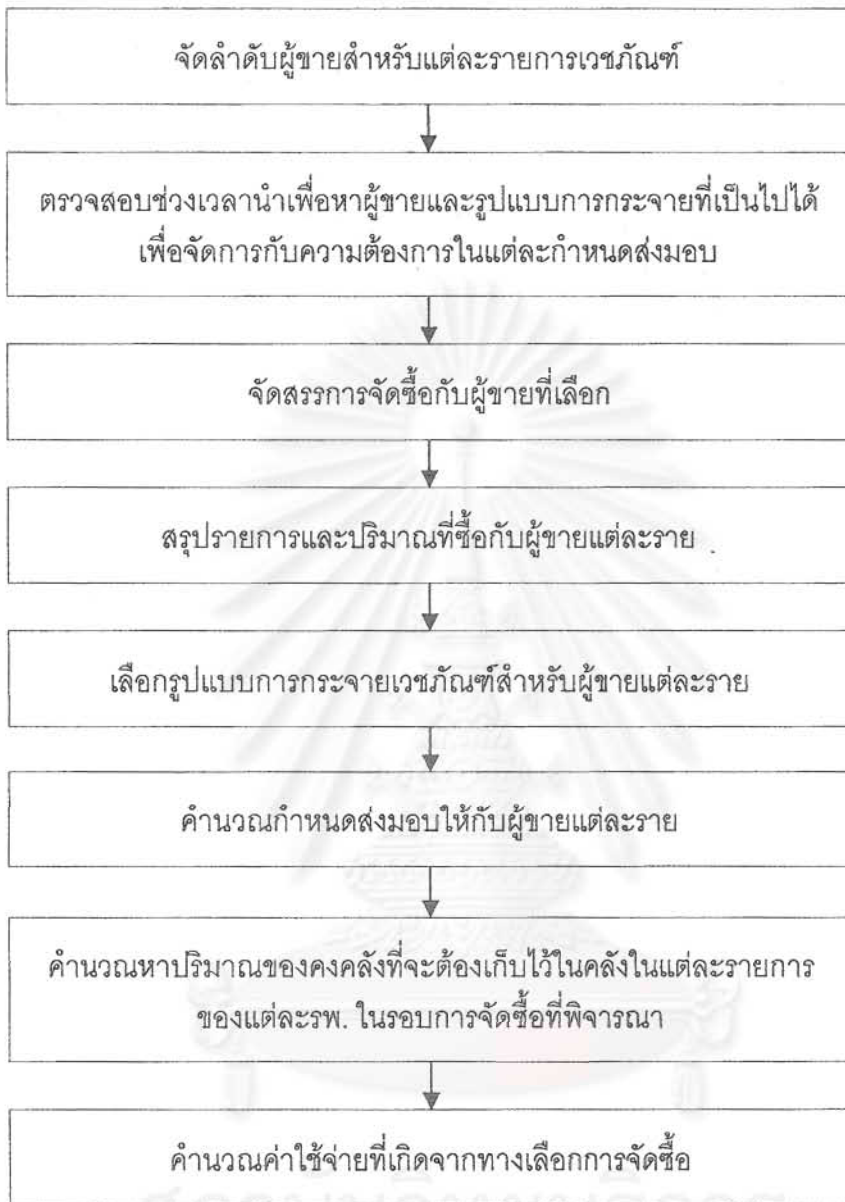 จัดลำดับผู้ขายสำหรับแต่ละรายการเวชภัณฑ์
ตรวจสอบช่วงเวลานำเพื่อหาผู้ขายและรูปแบบการกระจายที่เป็นไปได้
เพื่อจัดการกับความต้องการในแต่ละกำหนดส่งมอบ
จัดสรรการจัดซื้อกับผู้ขายที่เลือก
สรุปรายการและปริมาณที่ซื้อกับผู้ขายแต่ละราย
เลือกรูปแบบการกระจายเวชภัณฑ์สำหรับผู้ขายแต่ละราย
คำนวณกำหนดส่งมอบให้กับผู้ขายแต่ละราย
คำนวณหาปริมาณของคงคลังที่จะต้องเก็บไว้ในคลังในแต่ละรายการ
ของแต่ละรพ. ในรอบการจัดซื้อที่พิจารณา
คำนวณค่าใช้จ่ายที่เกิดจากทางเลือกการจัดซื้อ